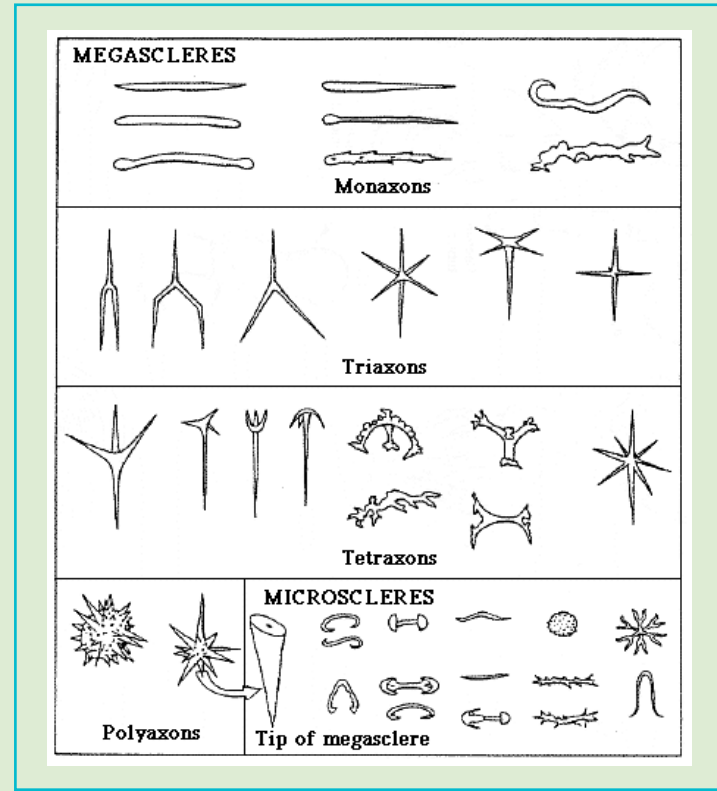 MEGASCLERES
Monaxons
Triaxons
Tetraxons
Polyaxons
MICROSCLERES
Tip of megasclere